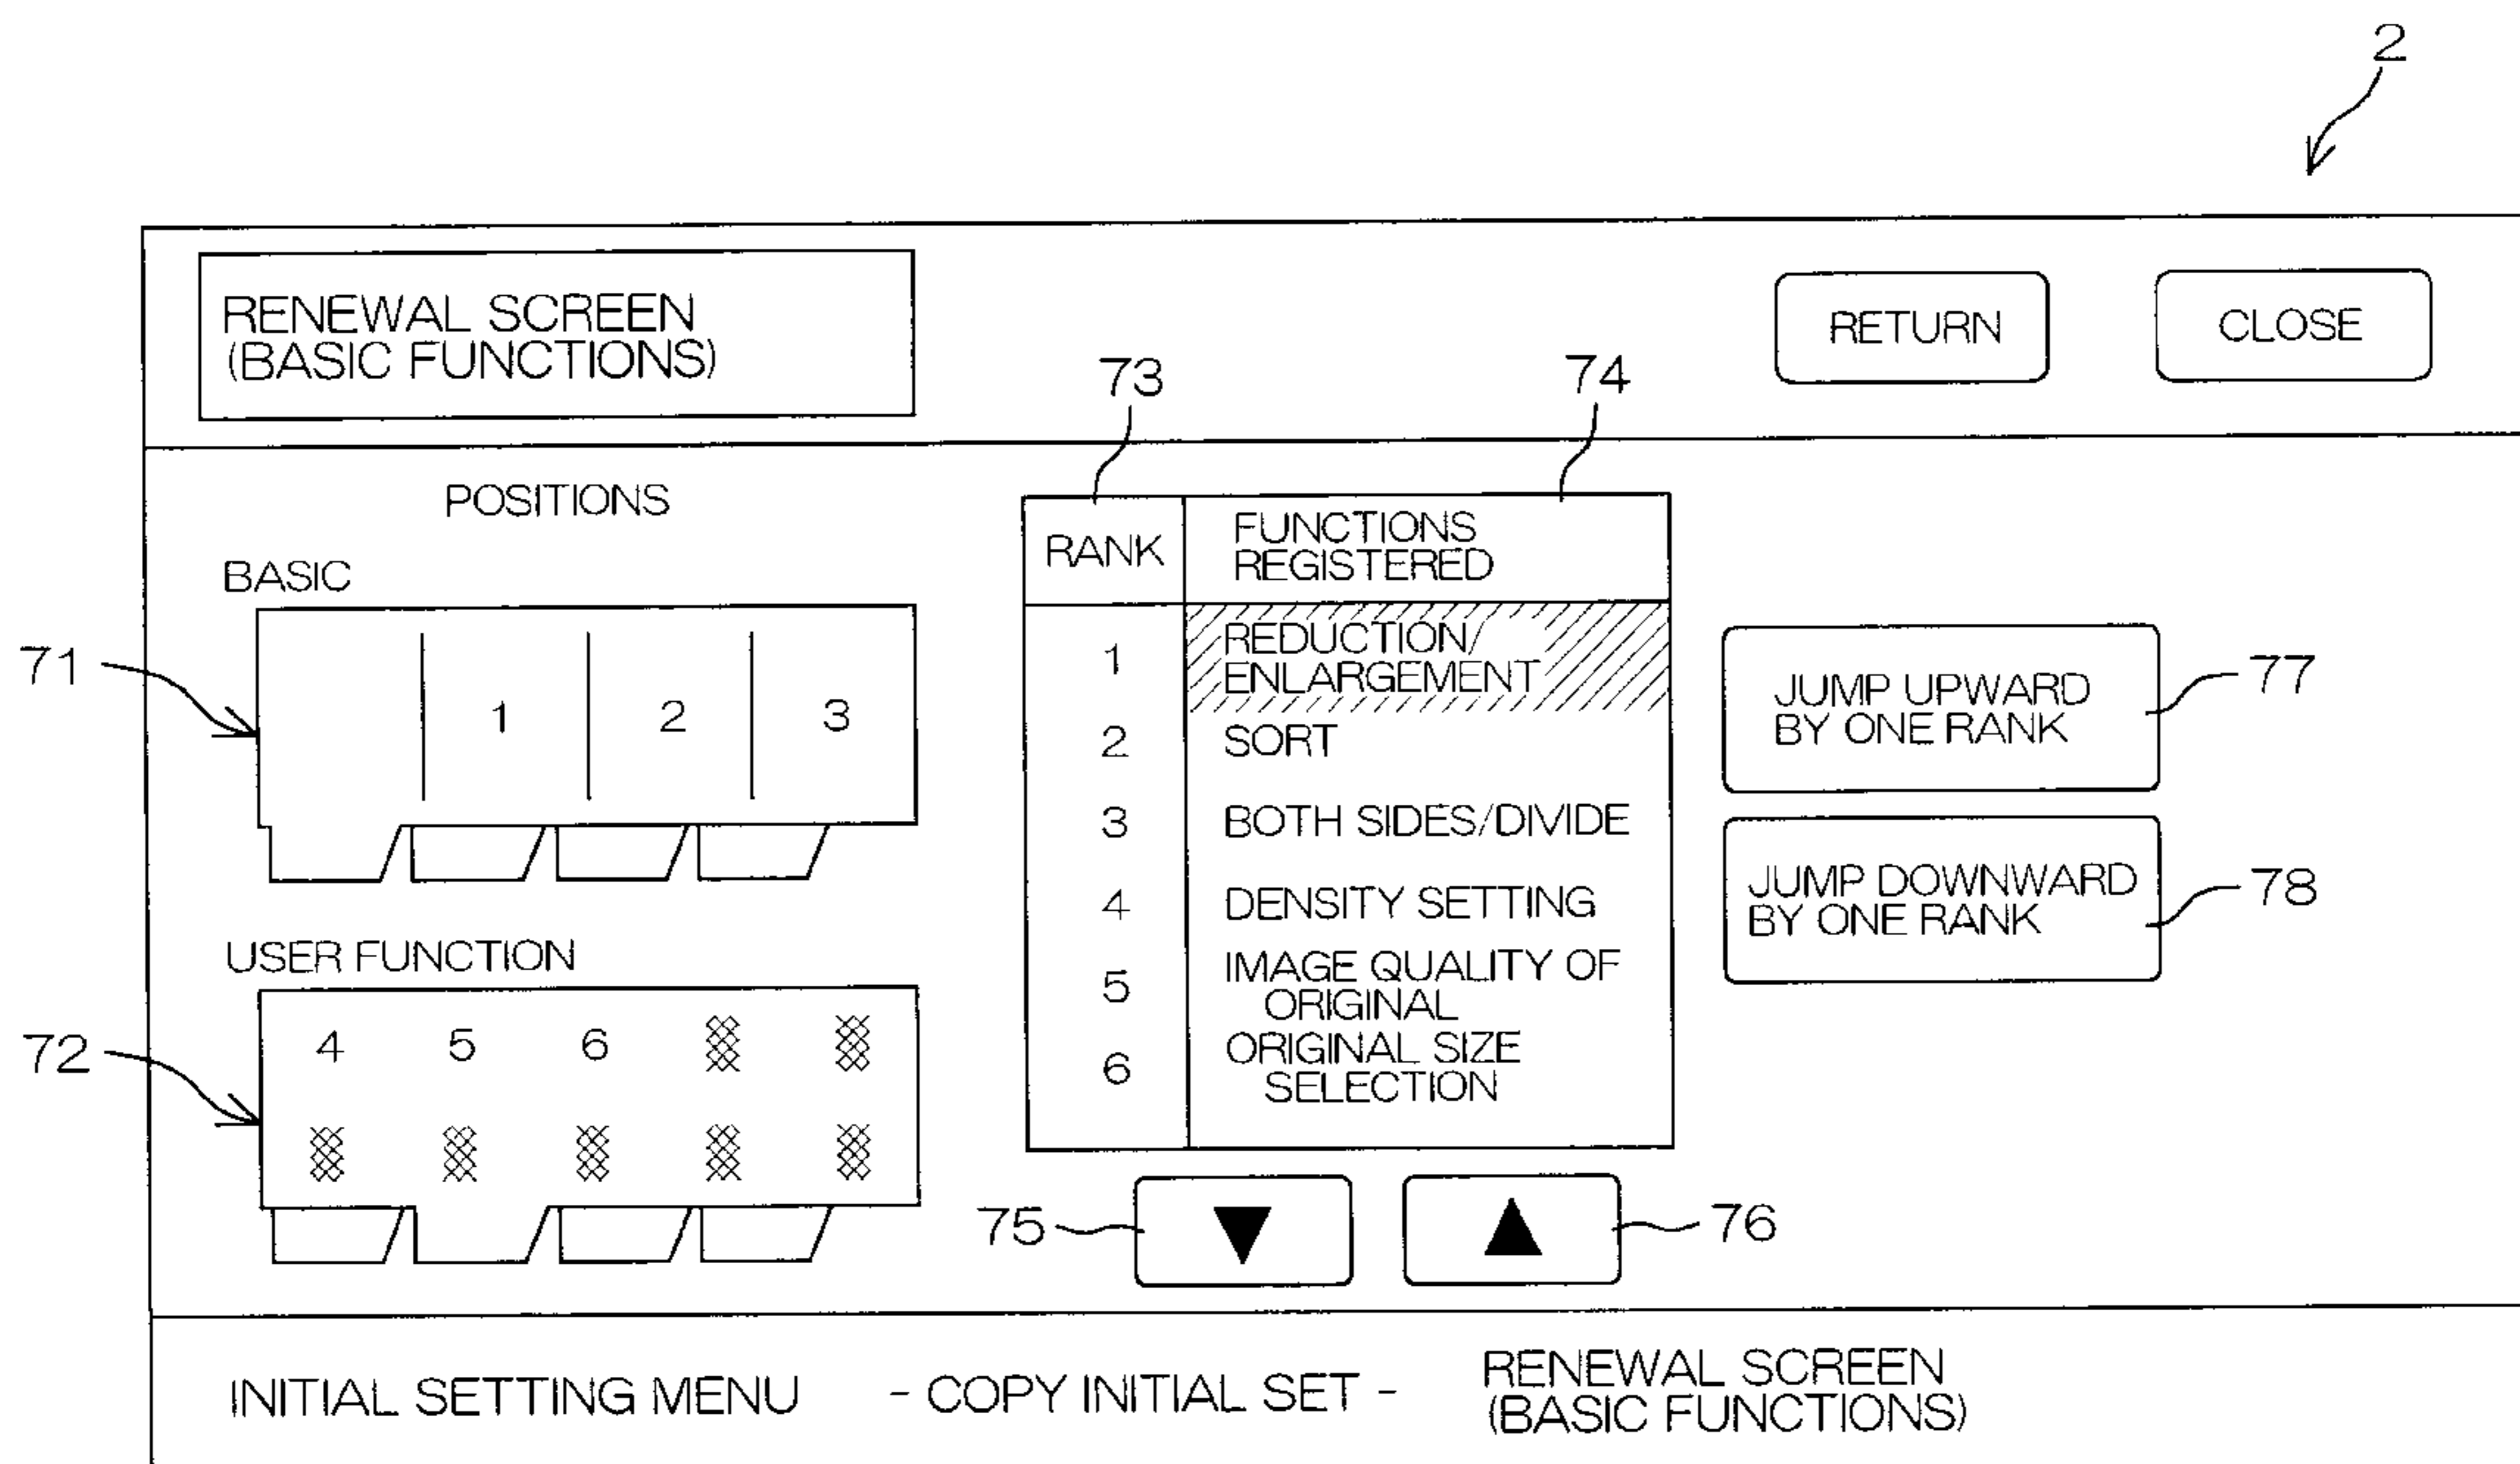 2
RENEWAL SCREEN
(BASIC FUNCTIONS)
RETURN
CLOSE
73
74
POSITIONS
BASIC
71
1 2 3
USER FUNCTION
72
4 5 6
RANK
FUNCTIONS
REGISTERED
1
REDUCTION/
ENLARGEMENT
2 SORT
3 BOTH SIDES/DIVIDE
4 DENSITY SETTING
5
IMAGE QUALITY OF
ORIGINAL
6
ORIGINAL SIZE
SELECTION
75 ▼
▲ 76
JUMP UPWARD
BY ONE RANK
77
JUMP DOWNWARD
BY ONE RANK
78
INITIAL SETTING MENU - COPY INITIAL SET -
RENEWAL SCREEN
(BASIC FUNCTIONS)